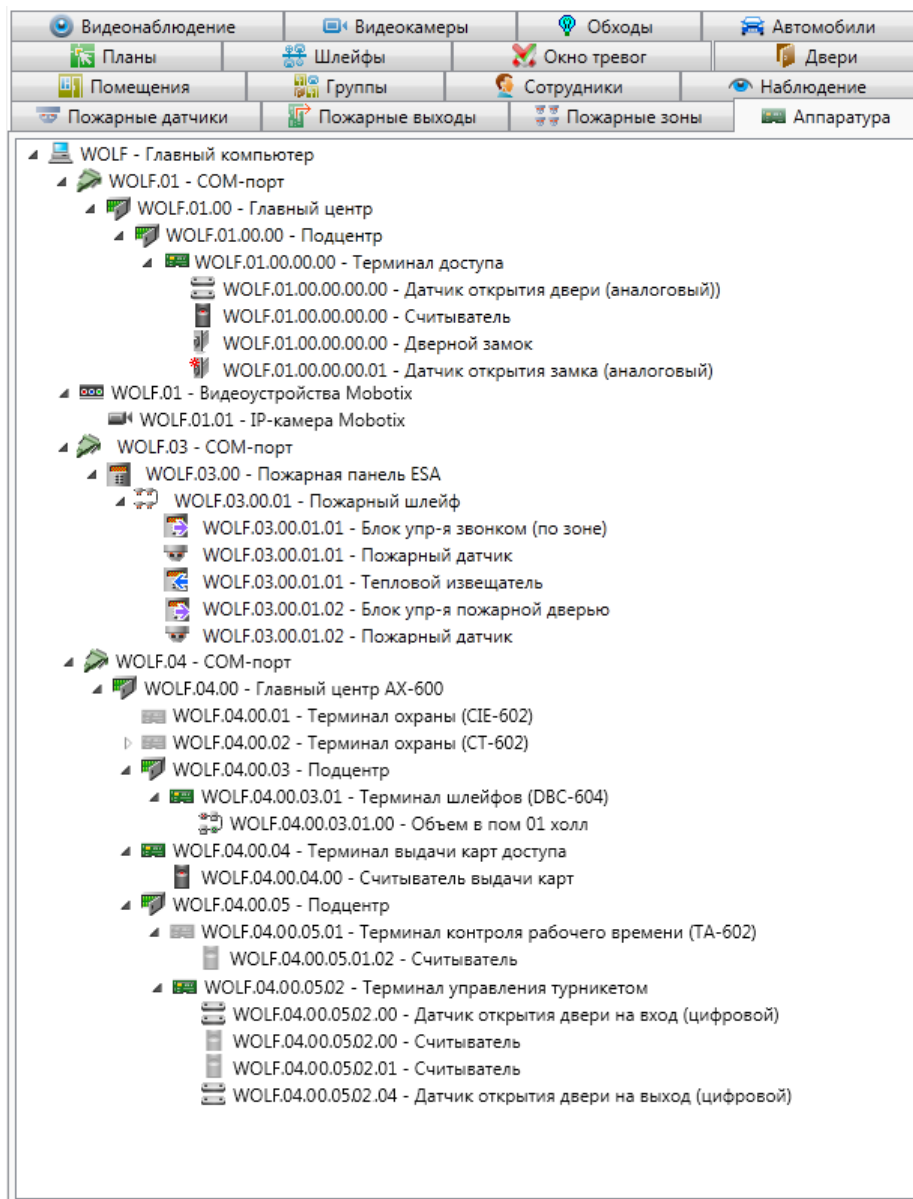 Видеонаблюдение Видеокамеры Обходы Автомобили
Планы Шлейфы Окно тревог Двери
Помещения Группы Сотрудники Наблюдение
Пожарные датчики Пожарные выходы Пожарные зоны Аппаратура
WOLF - Главный компьютер
WOLF.01 - COM-порт
WOLF.01.00 - Главный центр
WOLF.01.00.00 - Подцентр
WOLF.01.00.00.00 - Терминал доступа
WOLF.01.00.00.00.00 - Датчик открытия двери (аналоговый))
WOLF.01.00.00.00.00 - Считыватель
WOLF.01.00.00.00.00 - Дверной замок
WOLF.01.00.00.00.01 - Датчик открытия замка (аналоговый)
WOLF.01 - Видеоустройства Mobotix
WOLF.01.01 - IP-камера Mobotix
WOLF.03 - COM-порт
WOLF.03.00 - Пожарная панель ESA
WOLF.03.00.01 - Пожарный шлейф
WOLF.03.00.01.01 - Блок упр-я звонком (по зоне)
WOLF.03.00.01.01 - Пожарный датчик
WOLF.03.00.01.01 - Тепловой извещатель
WOLF.03.00.01.02 - Блок упр-я пожарной дверью
WOLF.03.00.01.02 - Пожарный датчик
WOLF.04 - COM-порт
WOLF.04.00 - Главный центр AX-600
WOLF.04.00.01 - Терминал охраны (CIE-602)
WOLF.04.00.02 - Терминал охраны (CT-602)
WOLF.04.00.03 - Подцентр
WOLF.04.00.03.01 - Терминал шлейфов (DBC-604)
WOLF.04.00.03.01.00 - Объем в пом 01 холл
WOLF.04.00.04 - Терминал выдачи карт доступа
WOLF.04.00.04.00 - Считыватель выдачи карт
WOLF.04.00.05 - Подцентр
WOLF.04.00.05.01 - Терминал контроля рабочего времени (TA-602)
WOLF.04.00.05.01.02 - Считыватель
WOLF.04.00.05.02 - Терминал управления турникетом
WOLF.04.00.05.02.00 - Датчик открытия двери на вход (цифровой)
WOLF.04.00.05.02.00 - Считыватель
WOLF.04.00.05.02.01 - Считыватель
WOLF.04.00.05.02.04 - Датчик открытия двери на выход (цифровой)